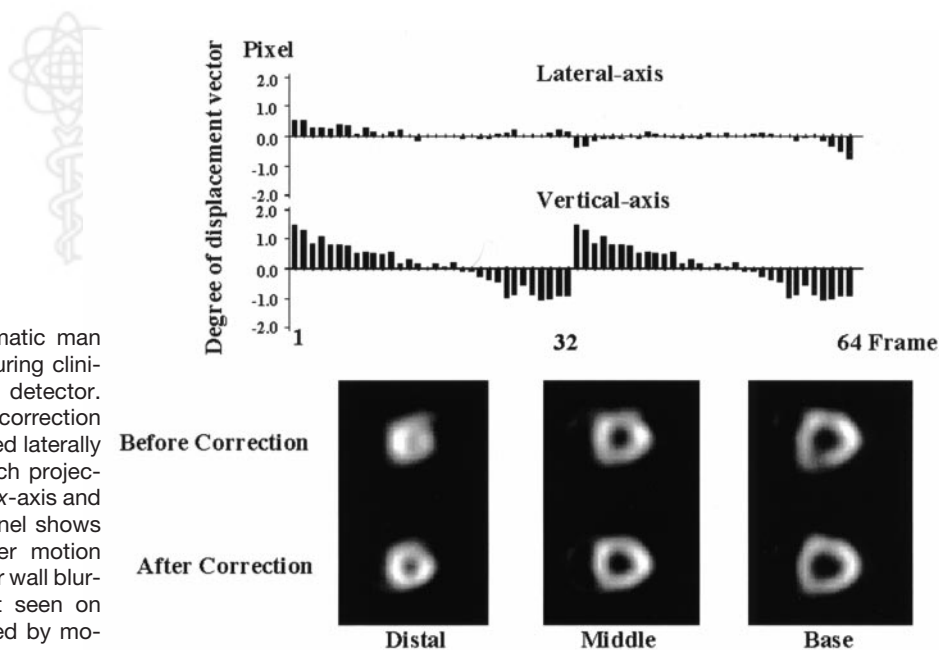 Pixel
Degree of displacement vector
Lateral-axis
2.0
1.0
0.0
-1.0
-2.0
Vertical-axis
2.0
1.0
0.0
-1.0
-2.0
1 32 64 Frame
matic man
uring clini-
detector.
correction
ed laterally
ch projec-
x-axis and
nel shows
er motion
r wall blur-
t seen on
ed by mo-
Before Correction
After Correction
Distal Middle Base